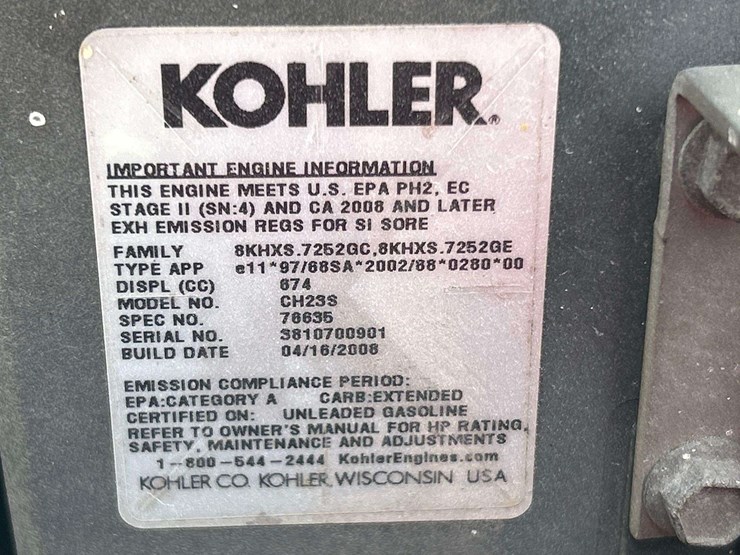 KOHLER®
IMPORTANT ENGINE INFORMATION
THIS ENGINE MEETS U.S. EPA PH2, EC
STAGE II (SN:4) AND CA 2008 AND LATER
EXH EMISSION REGS FOR SI SORE
FAMILY 8KHXS.7252GC,8KHXS.7252GE
TYPE APP e11*97/68SA*2002/88*0280*00
DISPL (CC) 674
MODEL NO. CH23S
SPEC NO. 76635
SERIAL NO. 3810700901
BUILD DATE 04/16/2008
EMISSION COMPLIANCE PERIOD:
EPA:CATEGORY A CARB:EXTENDED
CERTIFIED ON: UNLEADED GASOLINE
REFER TO OWNER'S MANUAL FOR HP RATING,
SAFETY, MAINTENANCE AND ADJUSTMENTS
1-800-544-2444 KohlerEngines.com
KOHLER CO. KOHLER, WISCONSIN USA